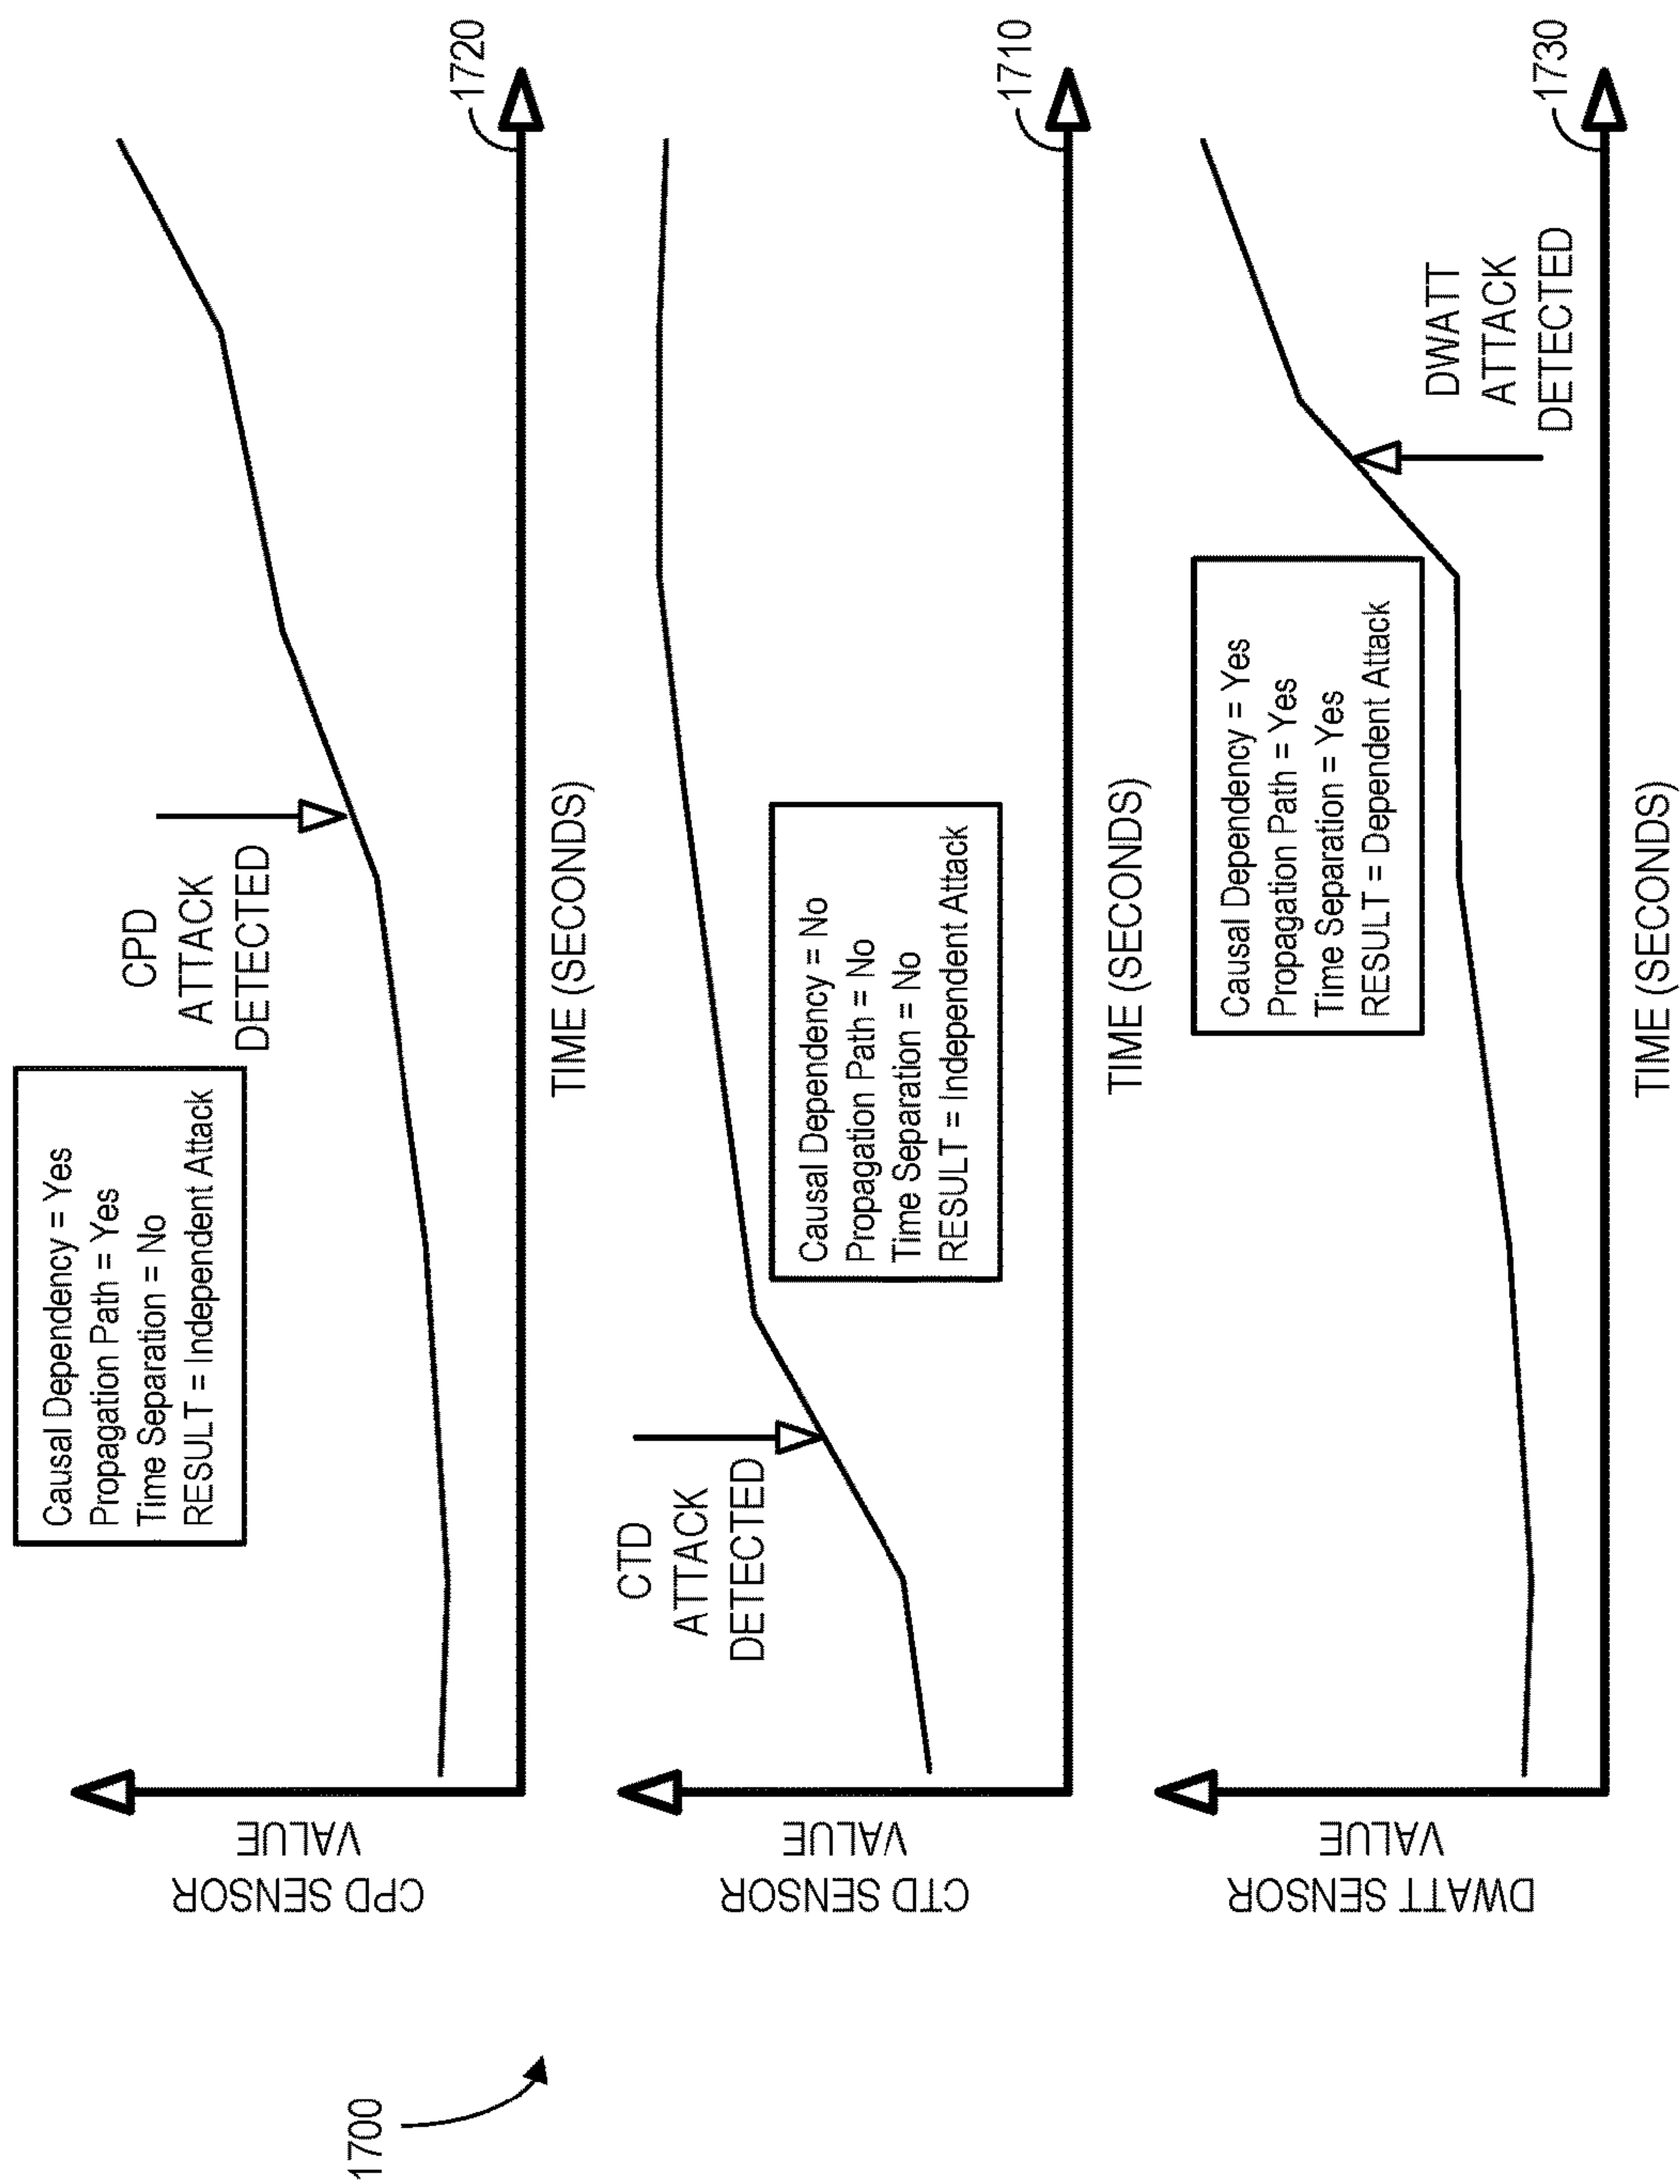 1700
CPD SENSOR
VALUE
Causal Dependency = Yes
Propagation Path = Yes
Time Separation = No
RESULT = Independent Attack
CPD
ATTACK
DETECTED
1720
TIME (SECONDS)
CTD SENSOR
VALUE
CTD
ATTACK
DETECTED
Causal Dependency = No
Propagation Path = No
Time Separation = No
RESULT = Independent Attack
1710
TIME (SECONDS)
DWATT SENSOR
VALUE
Causal Dependency = Yes
Propagation Path = Yes
Time Separation = Yes
RESULT = Dependent Attack
DWATT
ATTACK
DETECTED
1730
TIME (SECONDS)